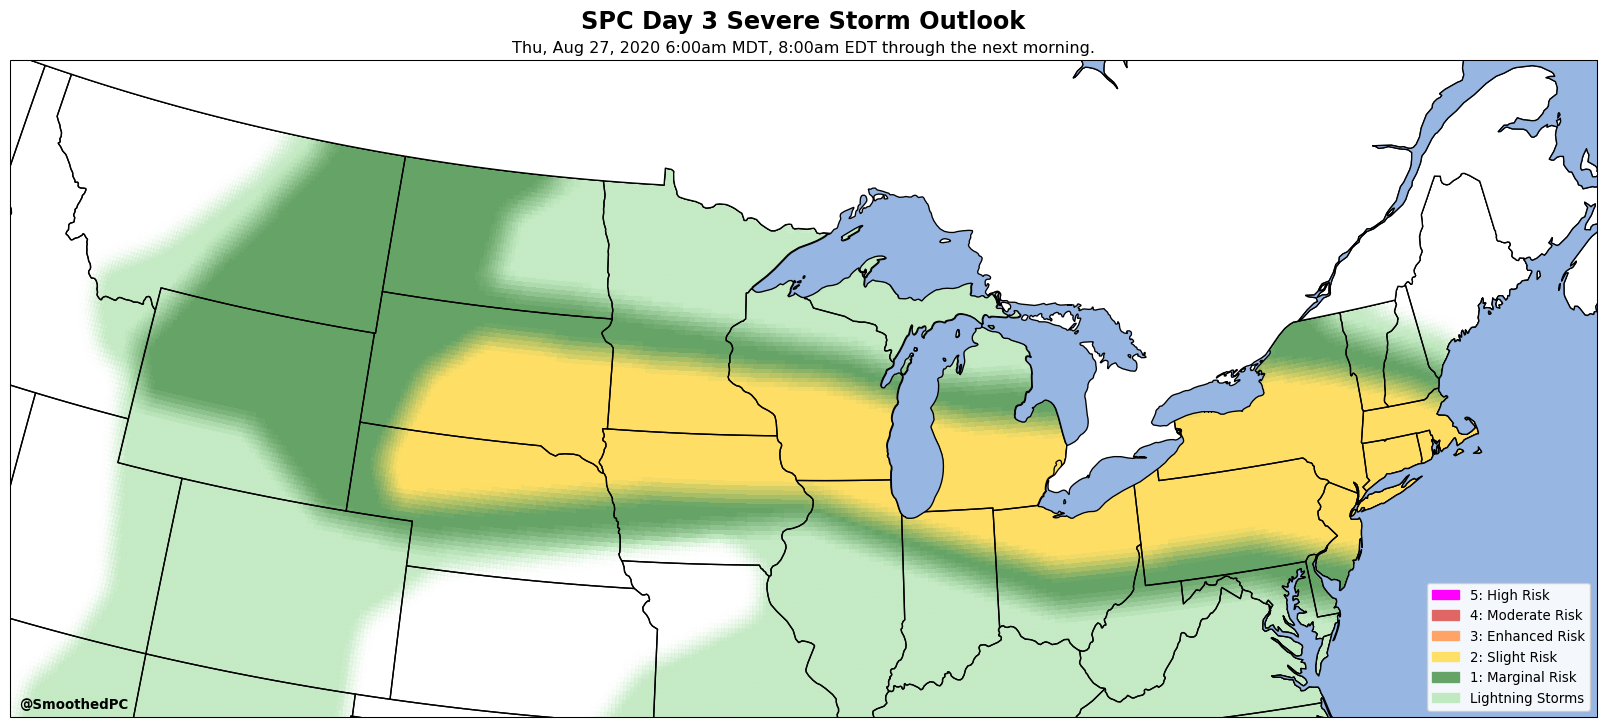 SPC Day 3 Severe Storm Outlook
Thu, Aug 27, 2020 6:00am MDT, 8:00am EDT through the next morning.
5: High Risk
4: Moderate Risk
3: Enhanced Risk
2: Slight Risk
1: Marginal Risk
Lightning Storms
@SmoothedPC